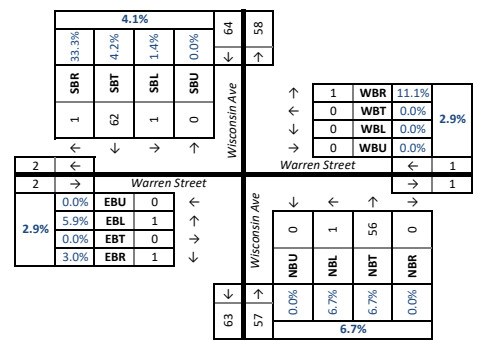 4.1% 64 58
33.3% 4.2% 1.4% 0.0% ↓ ↑
SBR SBT SBL SBU
1 62 1 0
← ↓ → ↑
Wisconsin Ave
↑ 1 WBR 11.1%
← 0 WBT 0.0%
↓ 0 WBL 0.0%
→ 0 WBU 0.0%
2.9%
2 ← Warren Street ← 1
2 → Warren Street → 1
2.9%
0.0% EBU 0 ←
5.9% EBL 1 ↑
0.0% EBT 0 →
3.0% EBR 1 ↓
Wisconsin Ave
↓ ← ↑ →
0 1 56 0
NBU NBL NBT NBR
↓ ↑ 0.0% 6.7% 6.7% 0.0%
63 57 6.7%